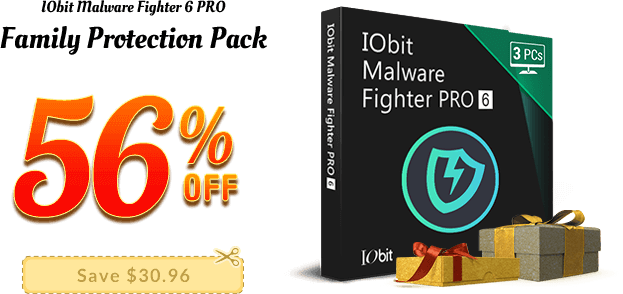 IObit Malware Fighter 6 PRO
Family Protection Pack
56%
OFF
Save $30.96
3 PCs
IObit
Malware
Fighter PRO 6
IObit Malware Fighter PRO 6
IObit